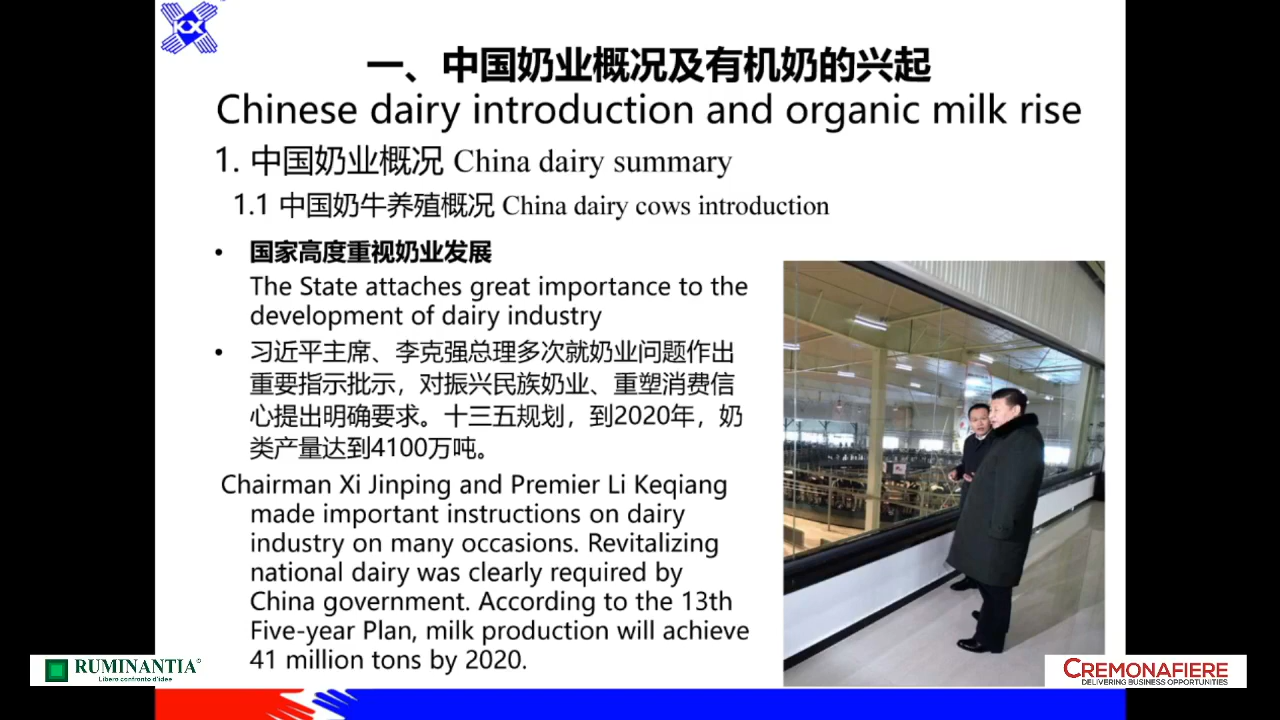 KX
一、中国奶业概况及有机奶的兴起
Chinese dairy introduction and organic milk rise
1. 中国奶业概况 China dairy summary
1.1 中国奶牛养殖概况 China dairy cows introduction
• 国家高度重视奶业发展
The State attaches great importance to the
development of dairy industry
• 习近平主席、李克强总理多次就奶业问题作出
重要指示批示，对振兴民族奶业、重塑消费信
心提出明确要求。十三五规划，到2020年，奶
类产量达到4100万吨。
Chairman Xi Jinping and Premier Li Keqiang
made important instructions on dairy
industry on many occasions. Revitalizing
national dairy was clearly required by
China government. According to the 13th
Five-year Plan, milk production will achieve
41 million tons by 2020.
RUMINANTIA®
Libero confronto d'idee
CREMONAFIERE
DELIVERING BUSINESS OPPORTUNITIES